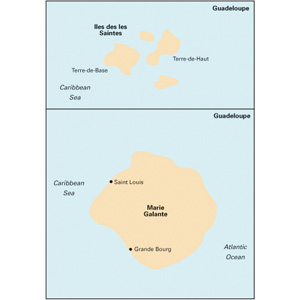 Guadeloupe
Iles des les
Saintes
Terre-de-Haut
Terre-de-Base
Caribbean
Sea
Guadeloupe
Caribbean
Sea
Saint Louis
Marie
Galante
Grande Bourg
Atlantic
Ocean